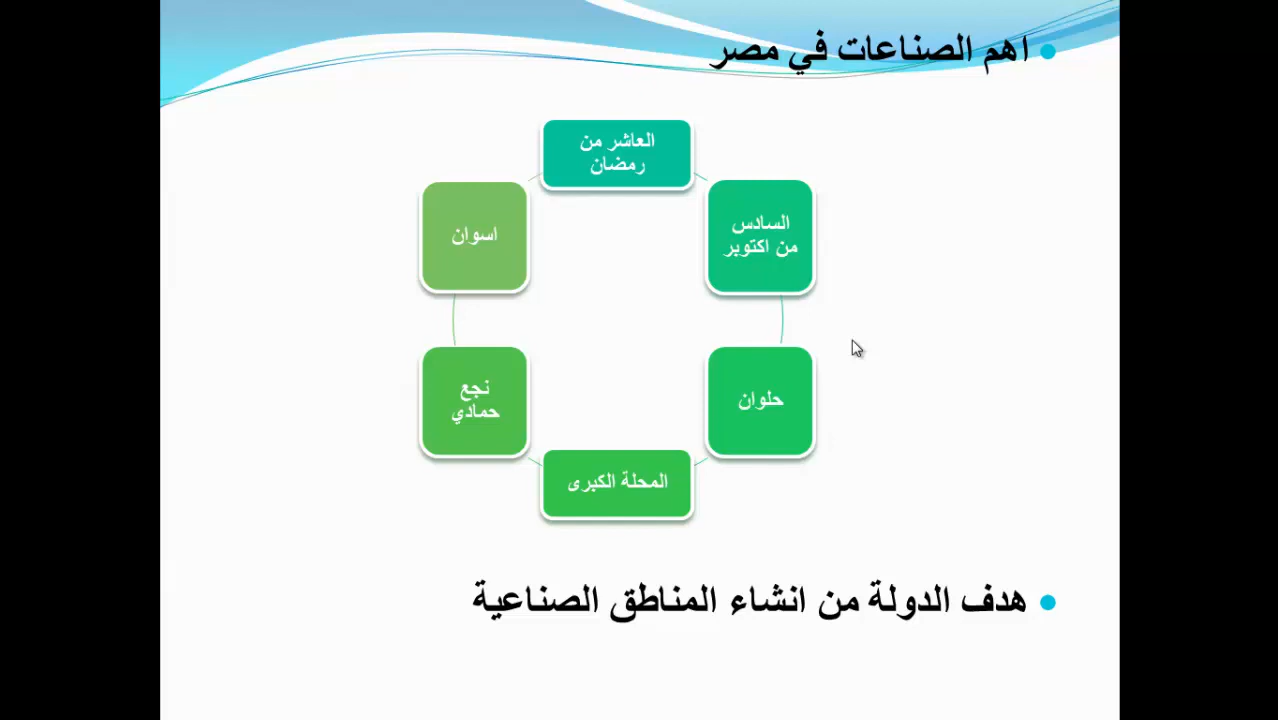 اهم الصناعات في مصر
العاشر من
رمضان
السادس
من اكتوبر
حلوان
المحلة الكبرى
نجع
حمادي
اسوان
هدف الدولة من انشاء المناطق الصناعية